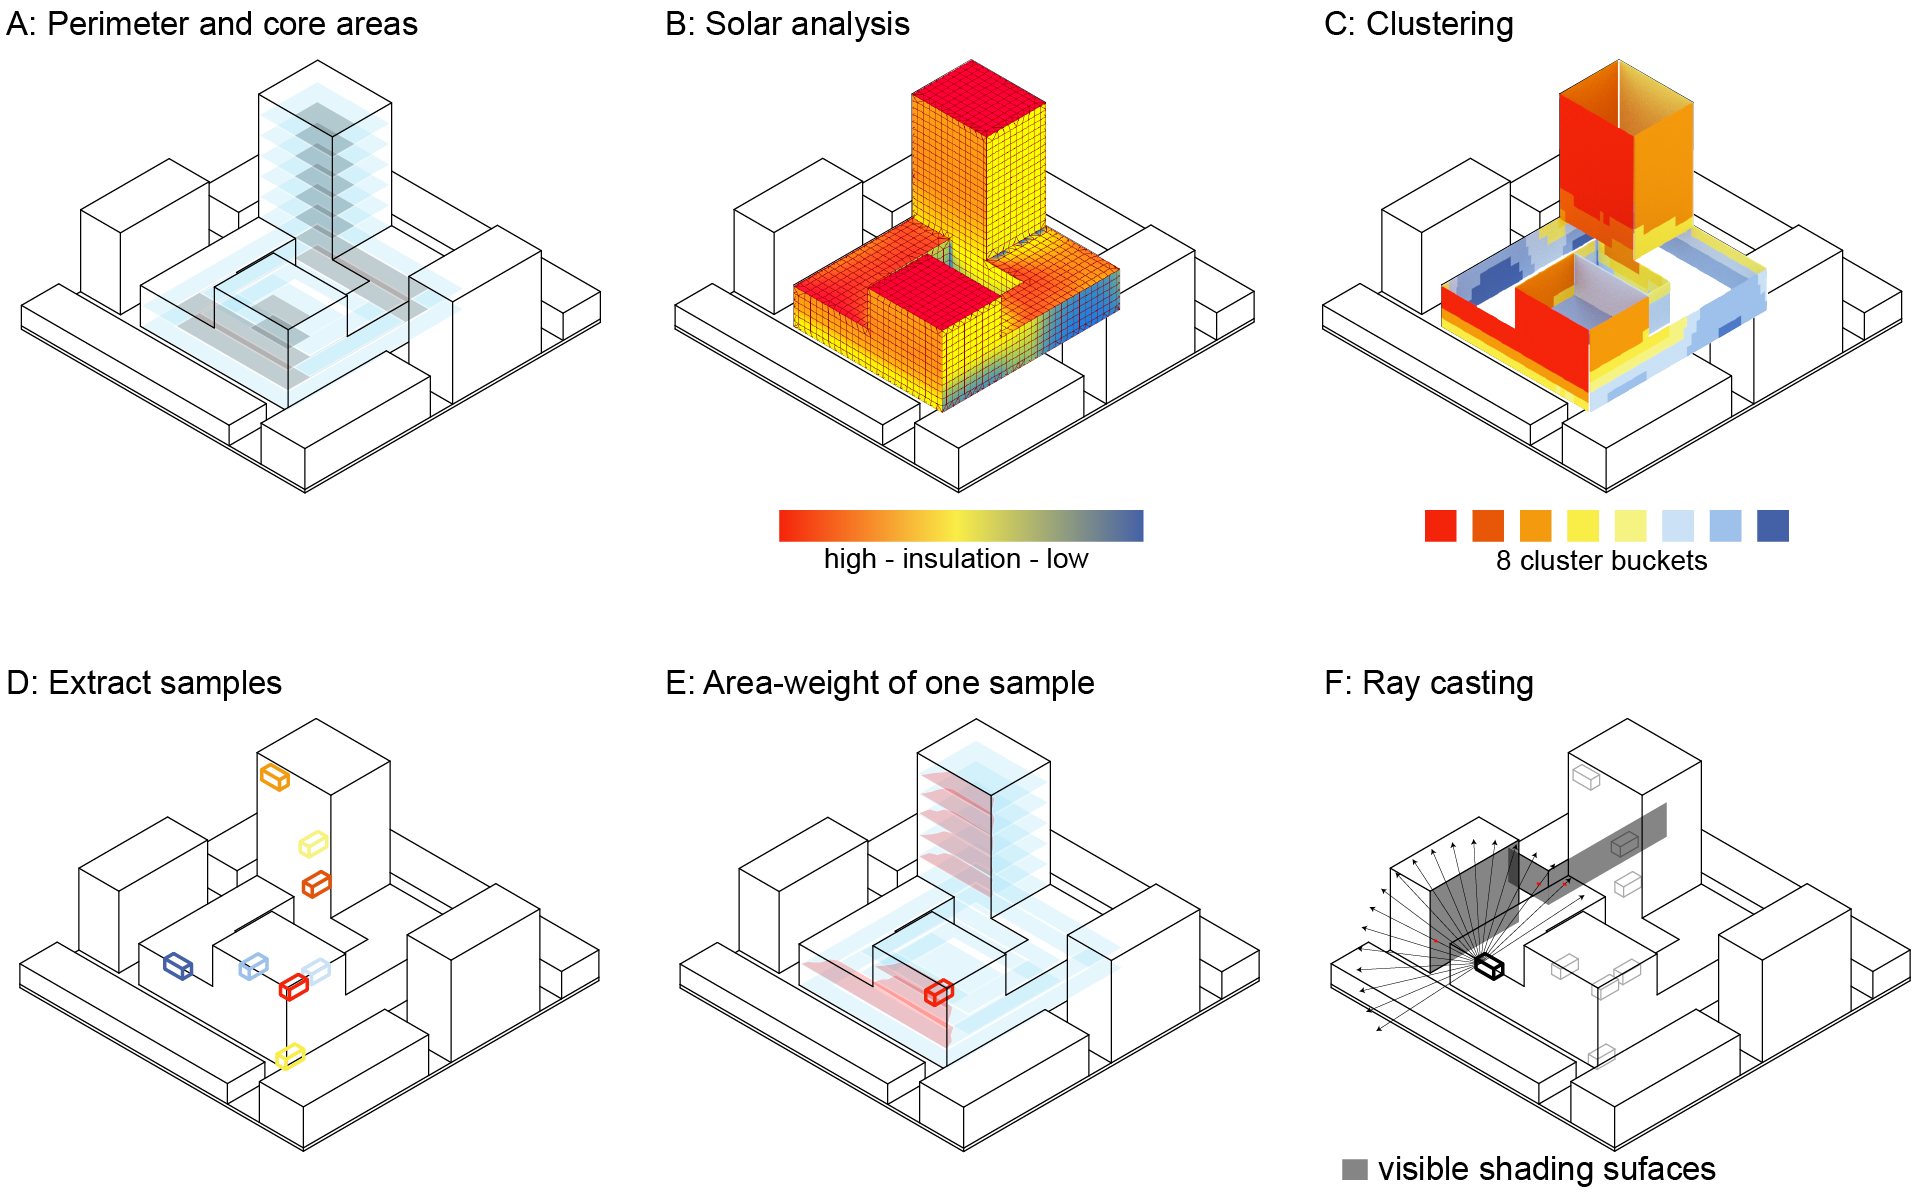 A: Perimeter and core areas
B: Solar analysis
C: Clustering
high - insulation - low
8 cluster buckets
D: Extract samples
E: Area-weight of one sample
F: Ray casting
visible shading sufaces